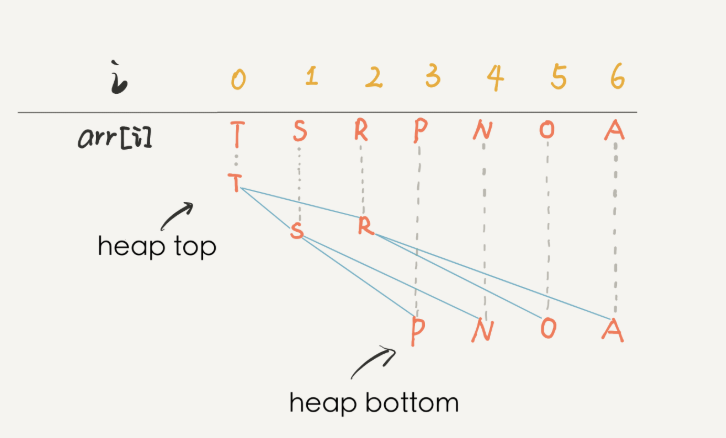 i 0 1 2 3 4 5 6
arr[i] T S R P N O A
T
heap top
S R
P N O A
heap bottom